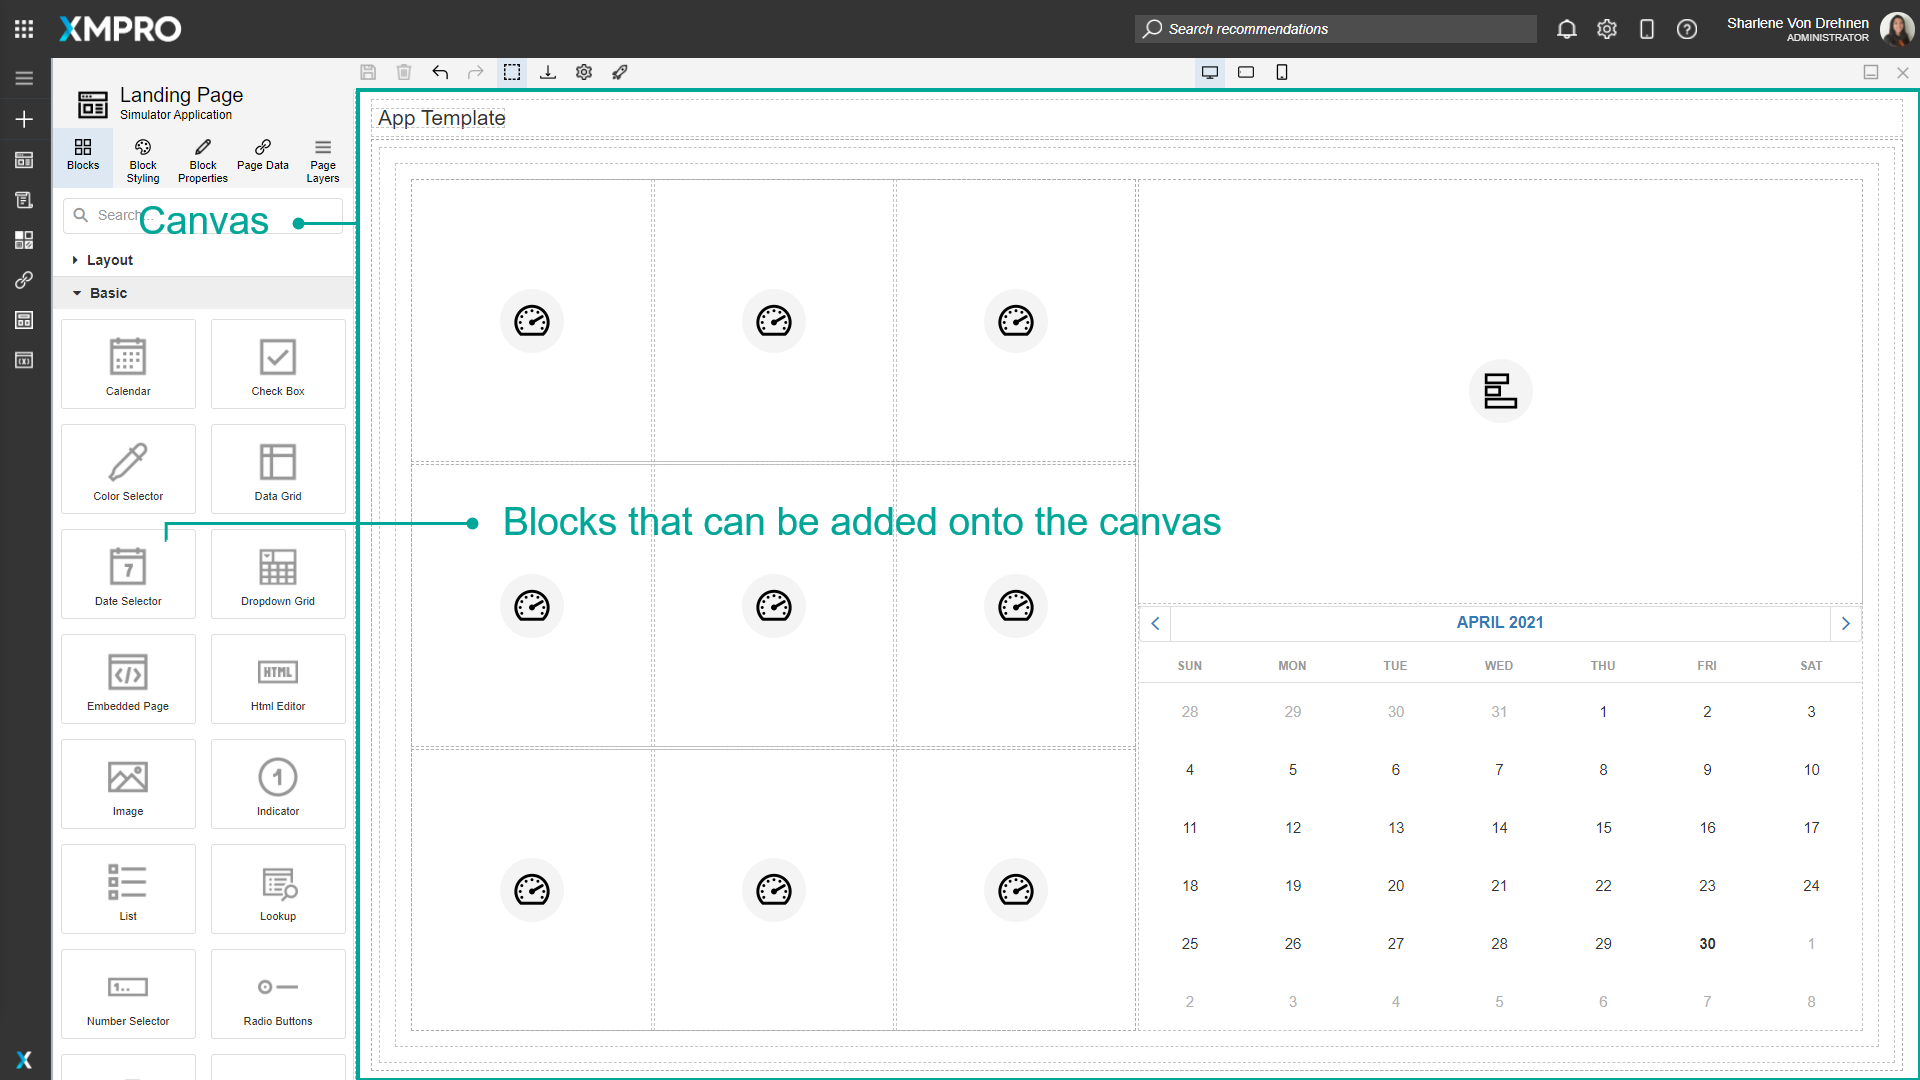 XMPRO
Search recommendations
Sharlene Von Drehnen
ADMINISTRATOR
Landing Page
Simulator Application
Blocks
Block Styling
Block Properties
Page Data
Page Layers
Search...
Canvas
Layout
Basic
Calendar
Check Box
Color Selector
Data Grid
Date Selector
7
Dropdown Grid
Embedded Page
</>
HTML
Html Editor
Image
1
Indicator
List
Lookup
1..
Number Selector
Radio Buttons
X
App Template
Blocks that can be added onto the canvas
APRIL 2021
SUN MON TUE WED THU FRI SAT
28 29 30 31 1 2 3
4 5 6 7 8 9 10
11 12 13 14 15 16 17
18 19 20 21 22 23 24
25 26 27 28 29 30 1
2 3 4 5 6 7 8